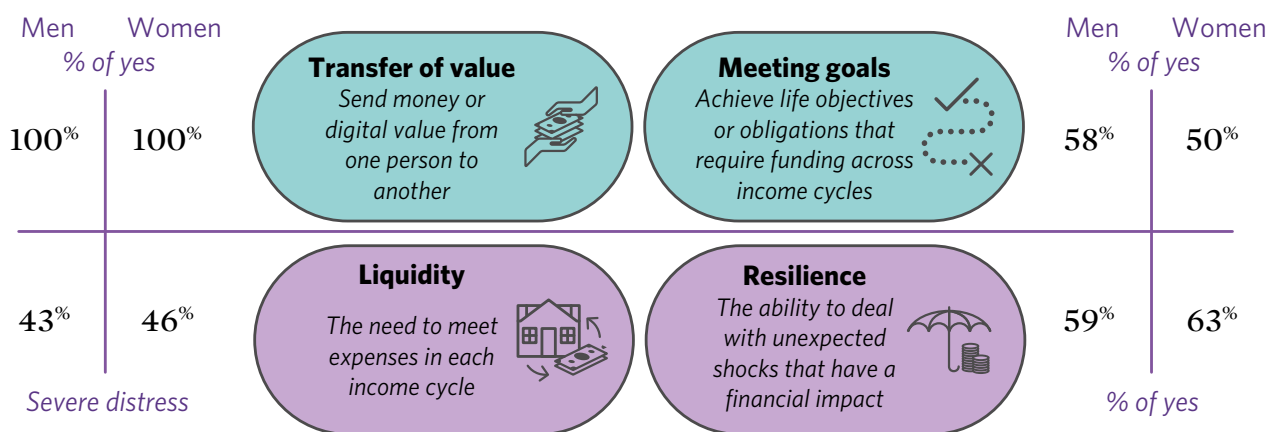 Men Women
% of yes
100% 100%
Transfer of value
Send money or
digital value from
one person to
another
Meeting goals
Achieve life objectives
or obligations that
require funding across
income cycles
Men Women
% of yes
58% 50%
43% 46%
Severe distress
Liquidity
The need to meet
expenses in each
income cycle
Resilience
The ability to deal
with unexpected
shocks that have a
financial impact
59% 63%
% of yes